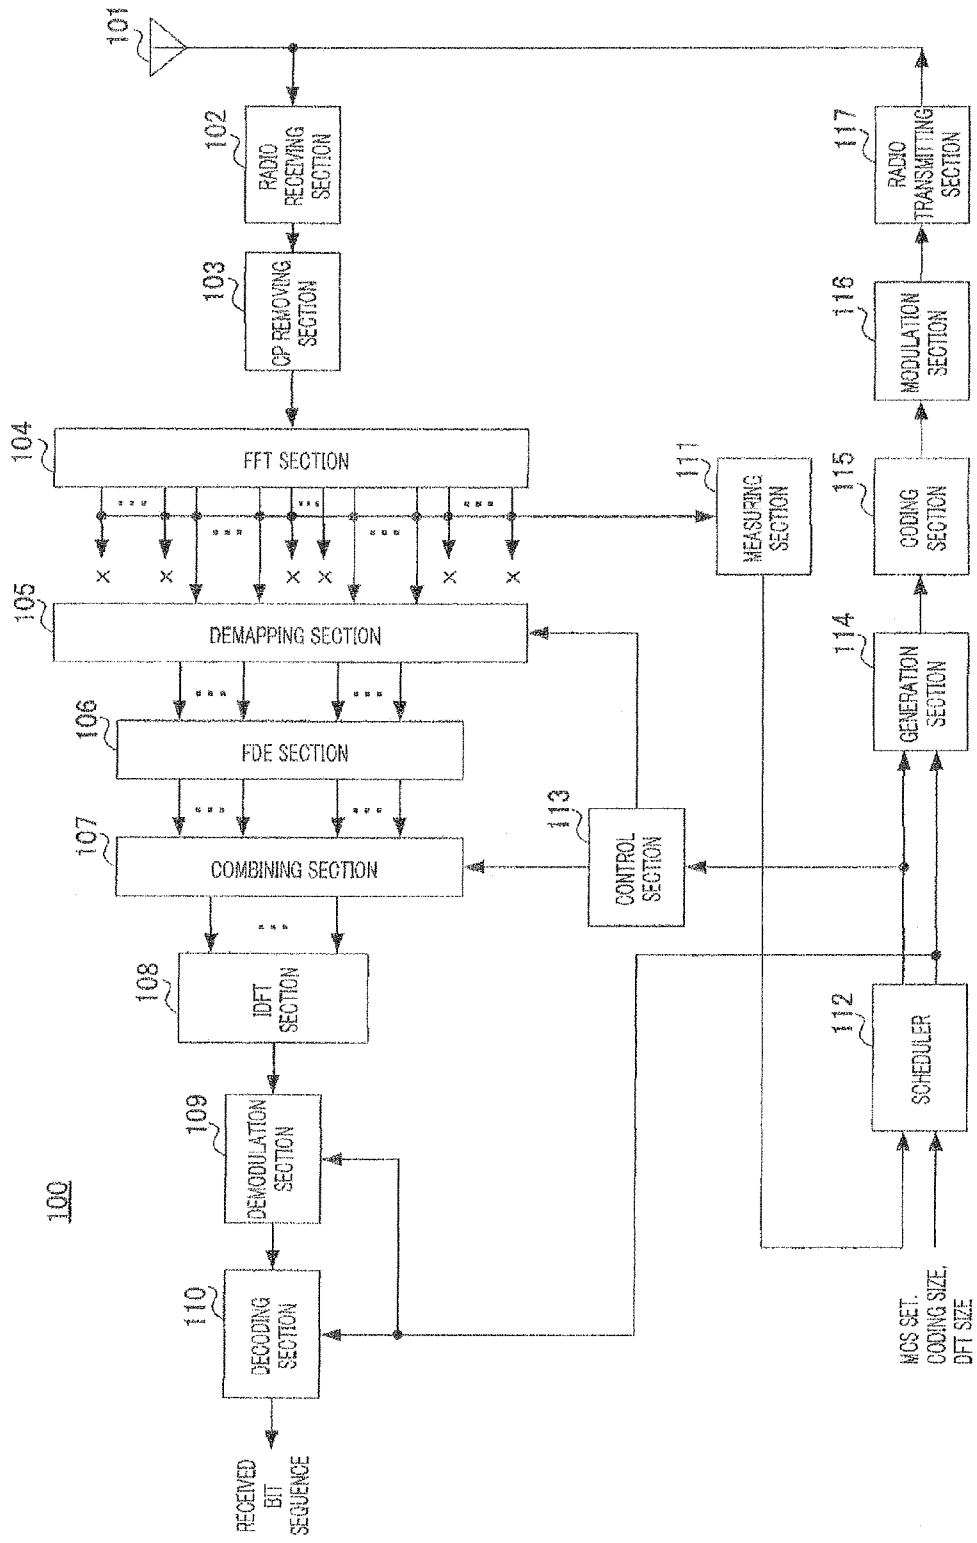 100
101
102
RADIO
RECEIVING
SECTION
103
CP REMOVING
SECTION
104
FFT SECTION
105
DEMAPPING SECTION
106
FDE SECTION
107
COMBINING SECTION
108
IDFT
SECTION
109
DEMODULATION
SECTION
110
DECODING
SECTION
RECEIVED
BIT
SEQUENCE
x
x
x
x
x
x
111
MEASURING
SECTION
113
CONTROL
SECTION
MCS SET.
CODING SIZE,
DFT SIZE
112
SCHEDULER
114
GENERATION
SECTION
115
CODING
SECTION
116
MODULATION
SECTION
117
RADIO
TRANSMITTING
SECTION